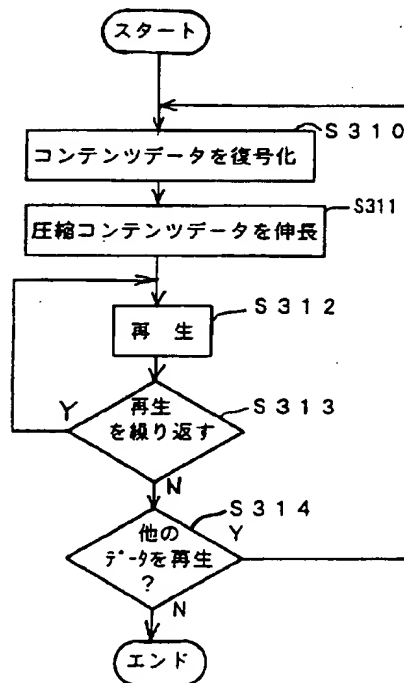 スタート
S310
コンテンツデータを復号化
S311
圧縮コンテンツデータを伸長
S312
再 生
S313
再生
を繰り返す
Y
N
S314
他の
データを再生
?
Y
N
エンド